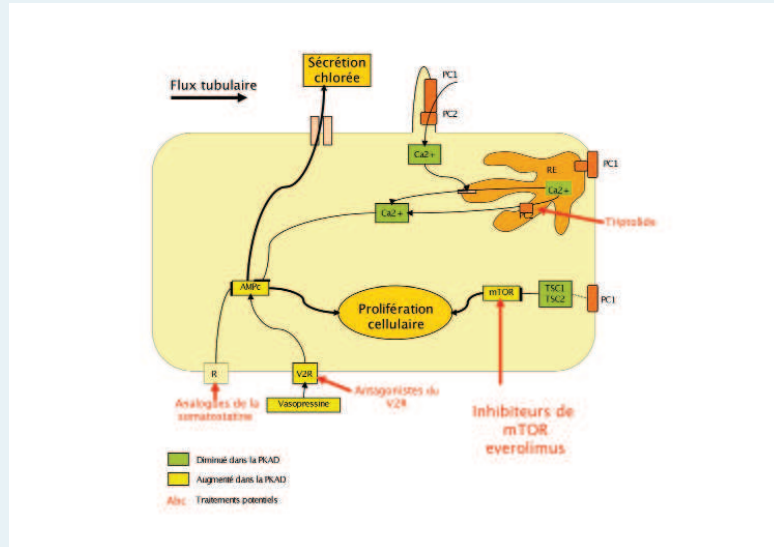 Sécrétion
chlorée
Flux tubulaire
PC1
PC2
Ca2+
RE
PC1
Ca2+
Ca2+
AMPc
Prolifération
cellulaire
mTOR
TSC1
TSC2
PC1
R
V2R
Analogues de la
somatostatine
Vasopressine
Antagonistes du
V2R
Inhibiteurs de
mTOR
everolimus
Diminué dans la PKAD
Augmenté dans la PKAD
Abc Traitements potentiels